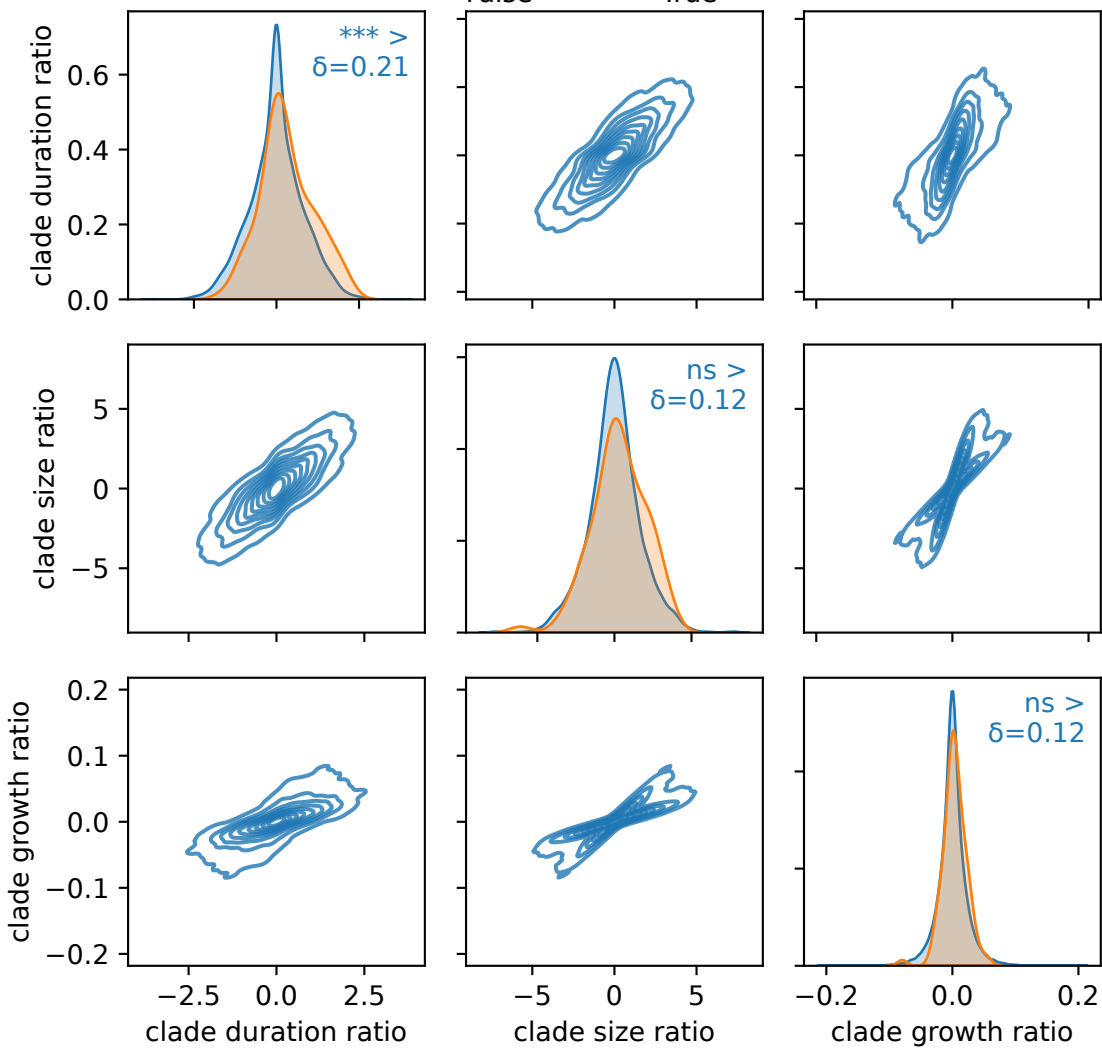 True
*** >
δ=0.21
clade duration ratio
0.6
0.4
0.2
0.0
ns >
δ=0.12
clade size ratio
5
0
−5
ns >
δ=0.12
clade growth ratio
0.2
0.1
0.0
−0.1
−0.2
−2.5 0.0 2.5
−5 0 5
−0.2 0.0 0.2
clade duration ratio
clade size ratio
clade growth ratio